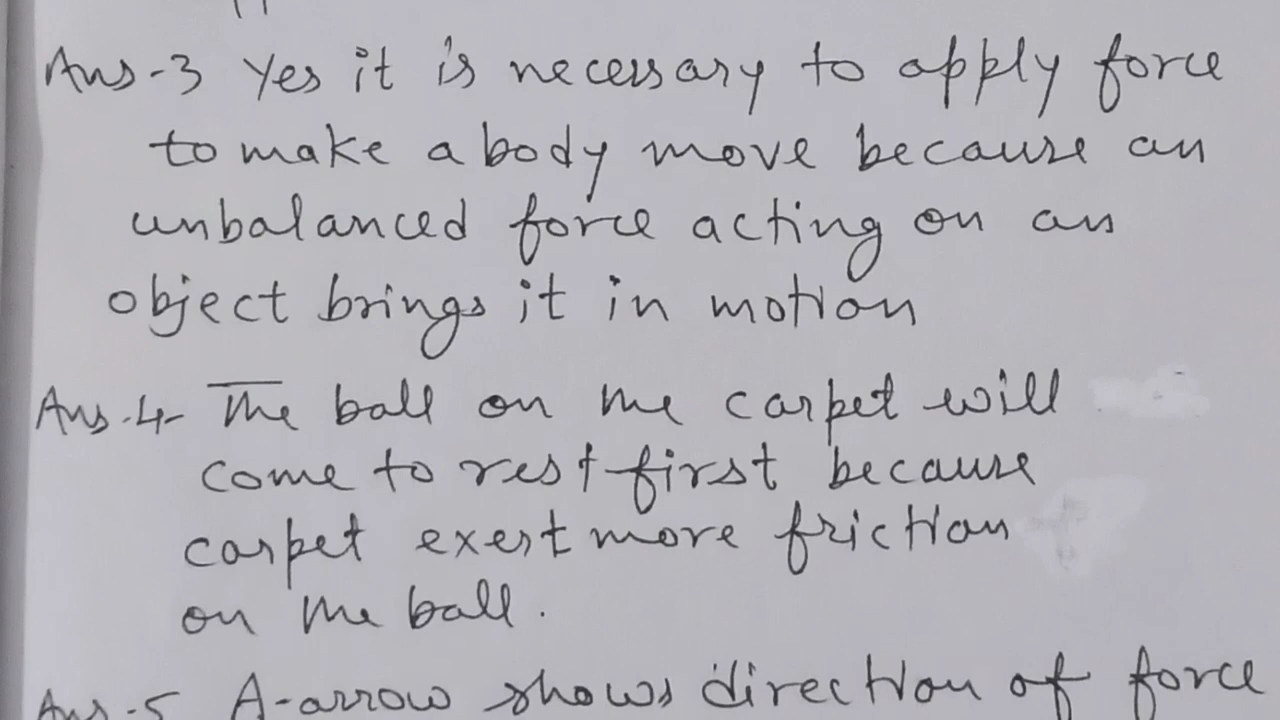 Ans-3 Yes it is necessary to apply force
to make a body move because an
unbalanced force acting on an
object brings it in motion
Ans.4- The ball on the carpet will
come to rest first because
carpet exert more friction
on the ball.
Ans.-5 A-arrow shows direction of force